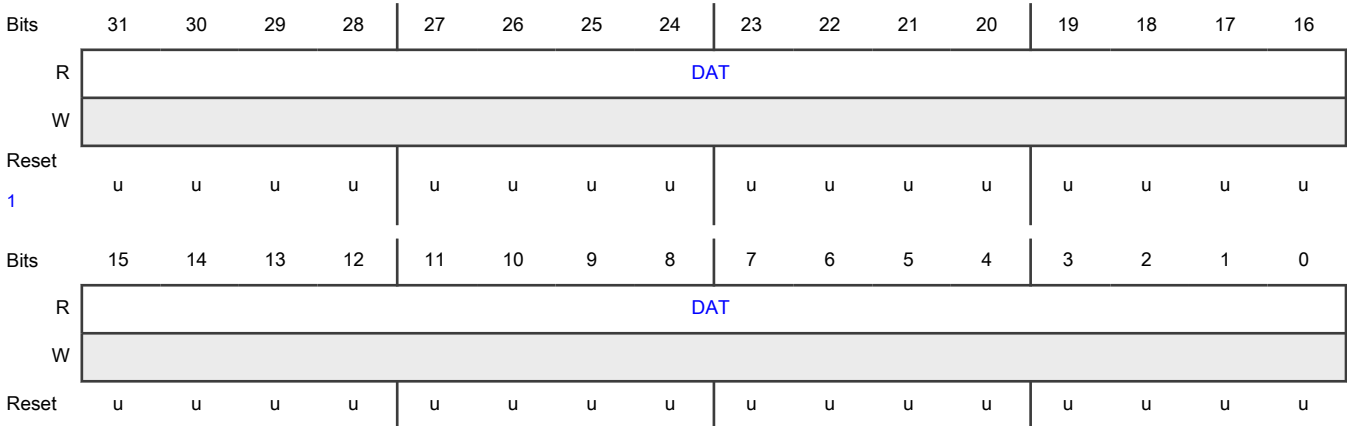 Bits 31 30 29 28 27 26 25 24 23 22 21 20 19 18 17 16
R DAT
W
Reset
1 u u u u u u u u u u u u u u u u
Bits 15 14 13 12 11 10 9 8 7 6 5 4 3 2 1 0
R DAT
W
Reset u u u u u u u u u u u u u u u u